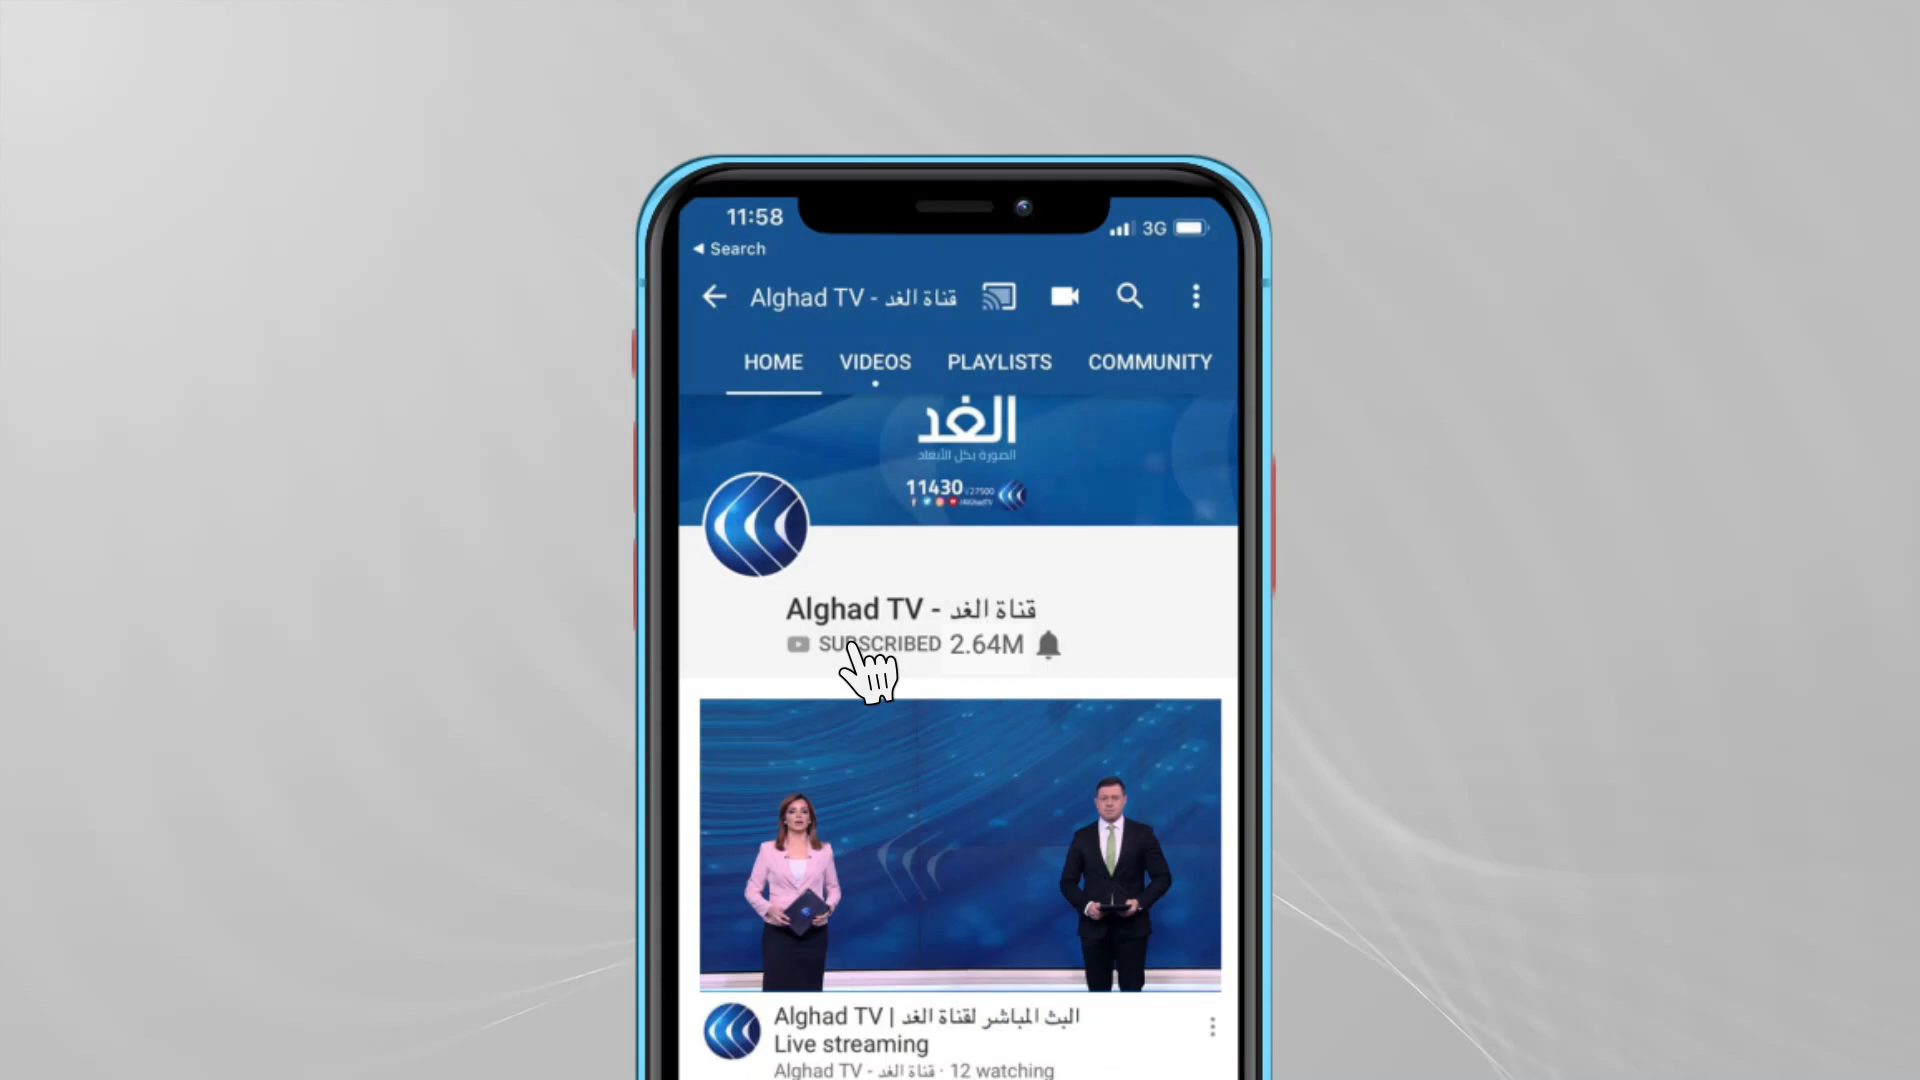 11:58
3G
◀ Search
Alghad TV - قناة الغد
HOME VIDEOS PLAYLISTS COMMUNITY
الغد
الصورة بكل الأبعاد
11430 27500
Alghad TV - قناة الغد
SUBSCRIBED 2.64M
Alghad TV | البث المباشر لقناة الغد
Live streaming
Alghad TV - قناة الغد · 12 watching